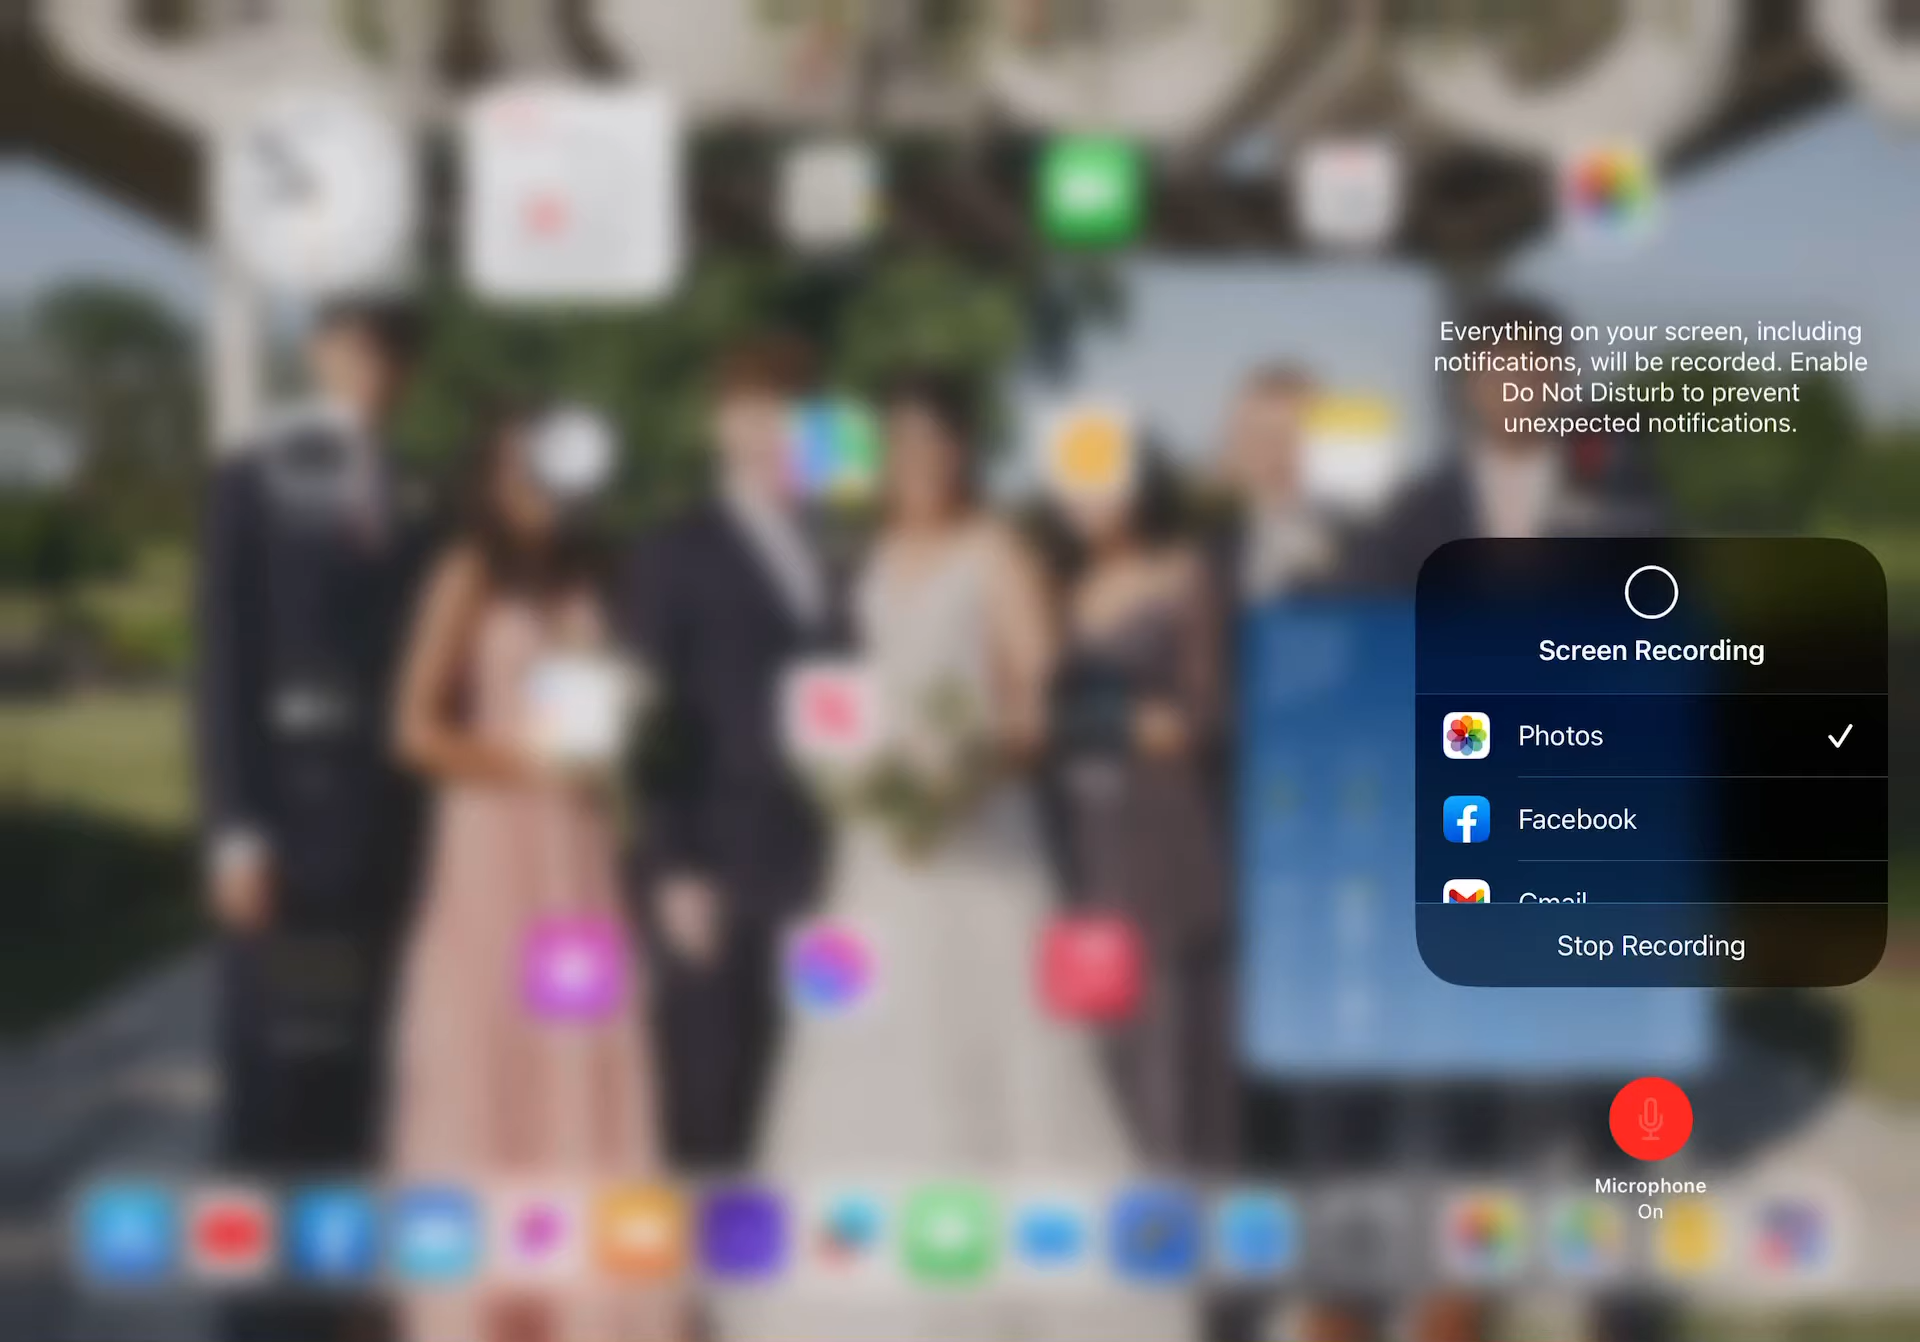 Everything on your screen, including
notifications, will be recorded. Enable
Do Not Disturb to prevent
unexpected notifications.
Screen Recording
Photos
Facebook
Gmail
Stop Recording
Microphone
On